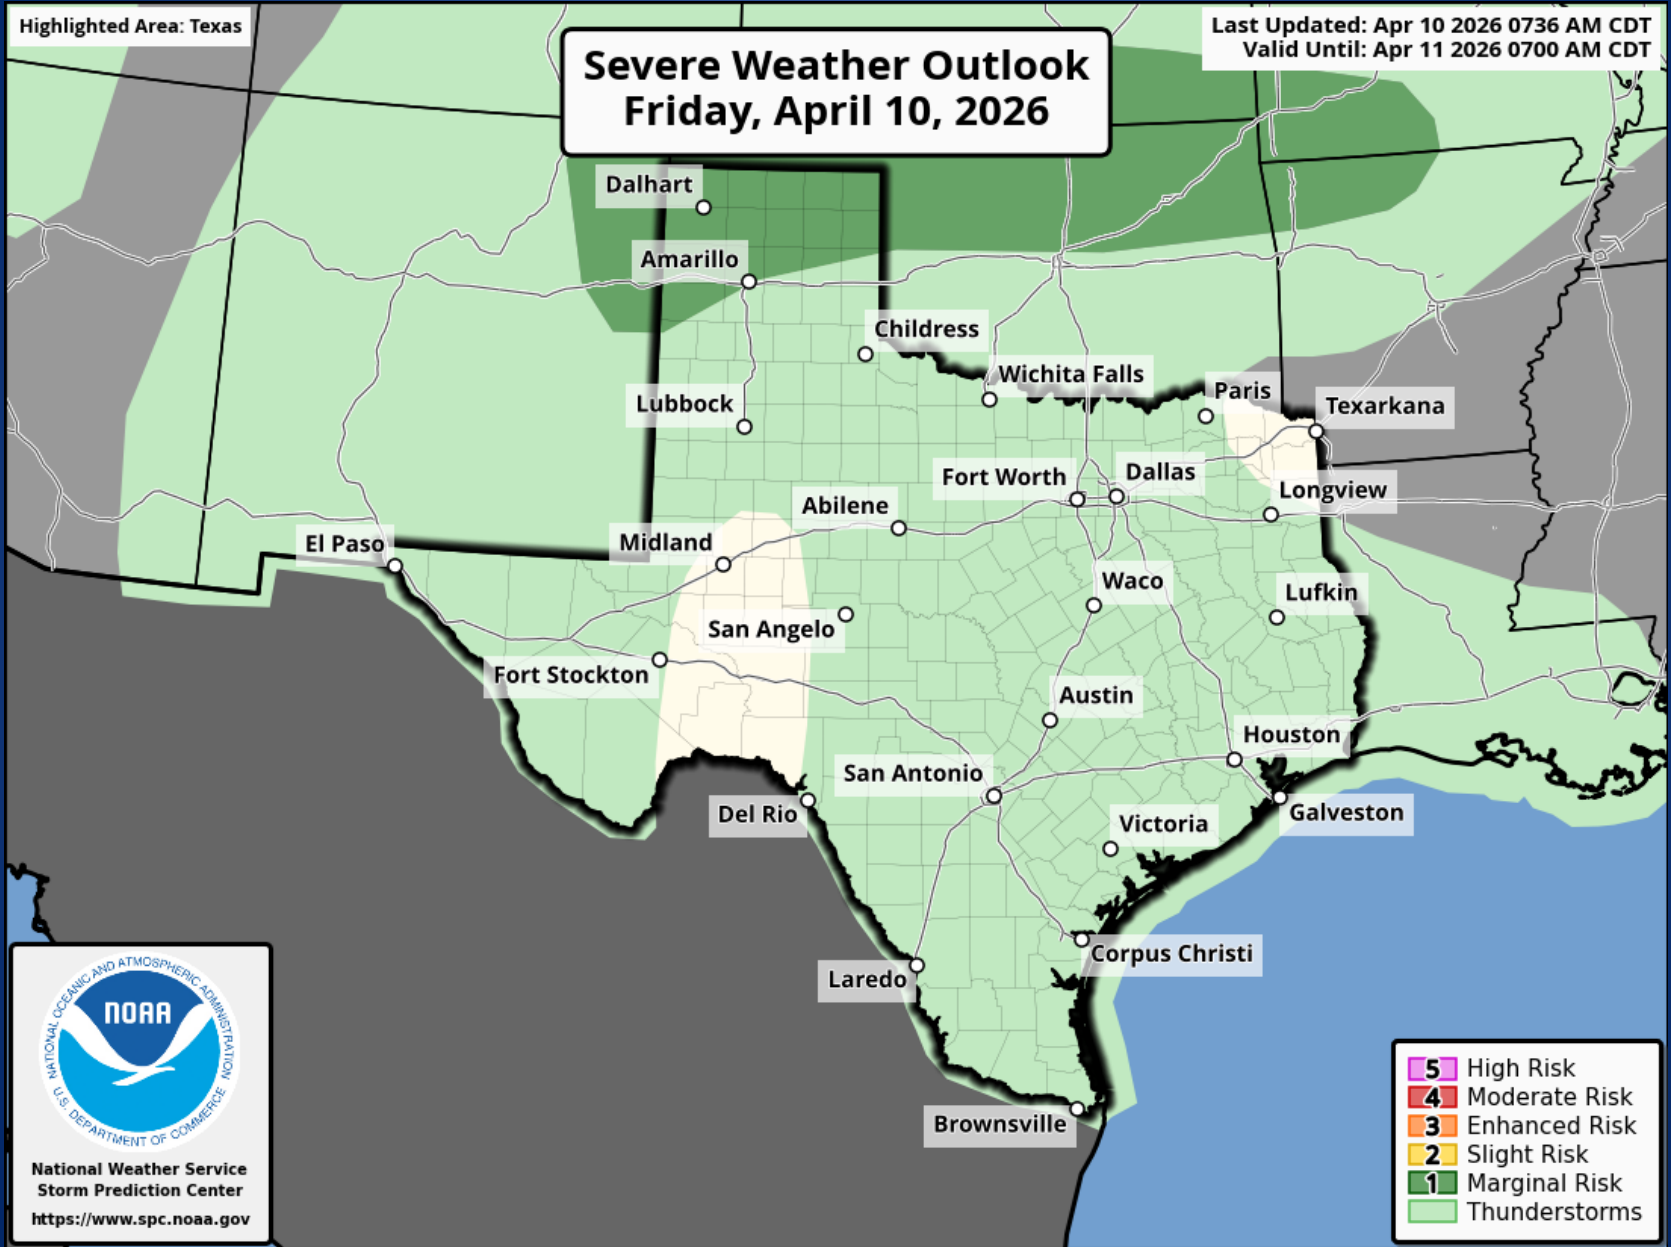 Highlighted Area: Texas
Last Updated: Apr 10 2026 0736 AM CDT
Valid Until: Apr 11 2026 0700 AM CDT
Severe Weather Outlook
Friday, April 10, 2026
Dalhart
Amarillo
Childress
Wichita Falls
Paris
Texarkana
Lubbock
Fort Worth
Dallas
Longview
Abilene
El Paso
Midland
Waco
Lufkin
San Angelo
Fort Stockton
Austin
Houston
San Antonio
Del Rio
Galveston
Victoria
Corpus Christi
Laredo
Brownsville
NATIONAL OCEANIC AND ATMOSPHERIC ADMINISTRATION
NOAA
U.S. DEPARTMENT OF COMMERCE
National Weather Service
Storm Prediction Center
https://www.spc.noaa.gov
5 High Risk
4 Moderate Risk
3 Enhanced Risk
2 Slight Risk
1 Marginal Risk
Thunderstorms